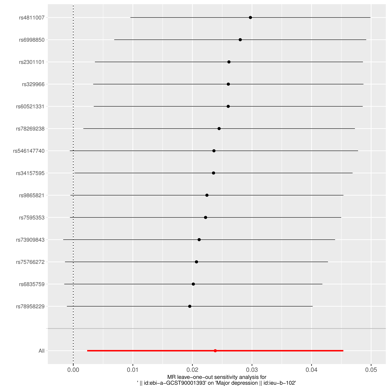 rs4811007
rs6998850
rs2301101
rs329966
rs60521331
rs78269238
rs546147740
rs34157595
rs9865821
rs7595353
rs73909843
rs75766272
rs6835759
rs78958229
All
0.00 0.01 0.02 0.03 0.04 0.05
MR leave−one−out sensitivity analysis for
' || id:ebi−a−GCST90001393' on 'Major depression || id:ieu−b−102'